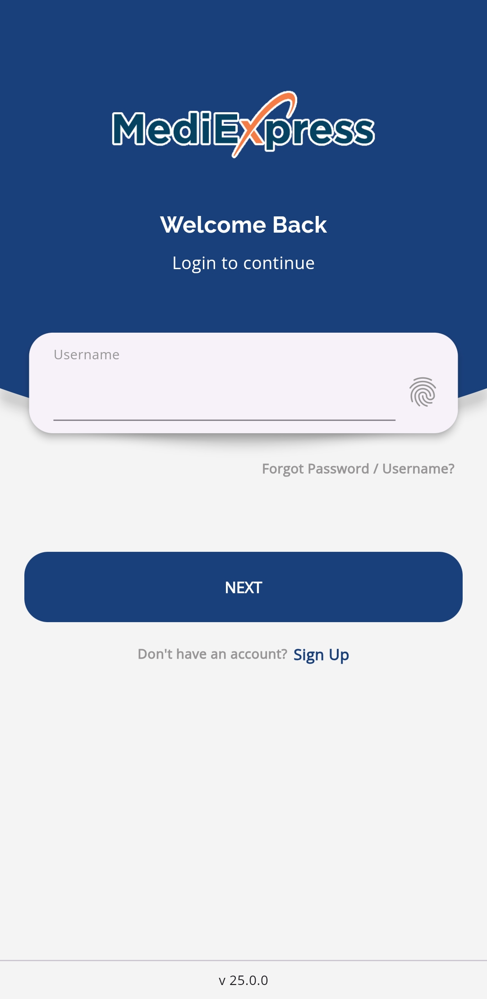 MediExpress
Welcome Back
Login to continue
Username
Forgot Password / Username?
NEXT
Don't have an account? Sign Up
v 25.0.0